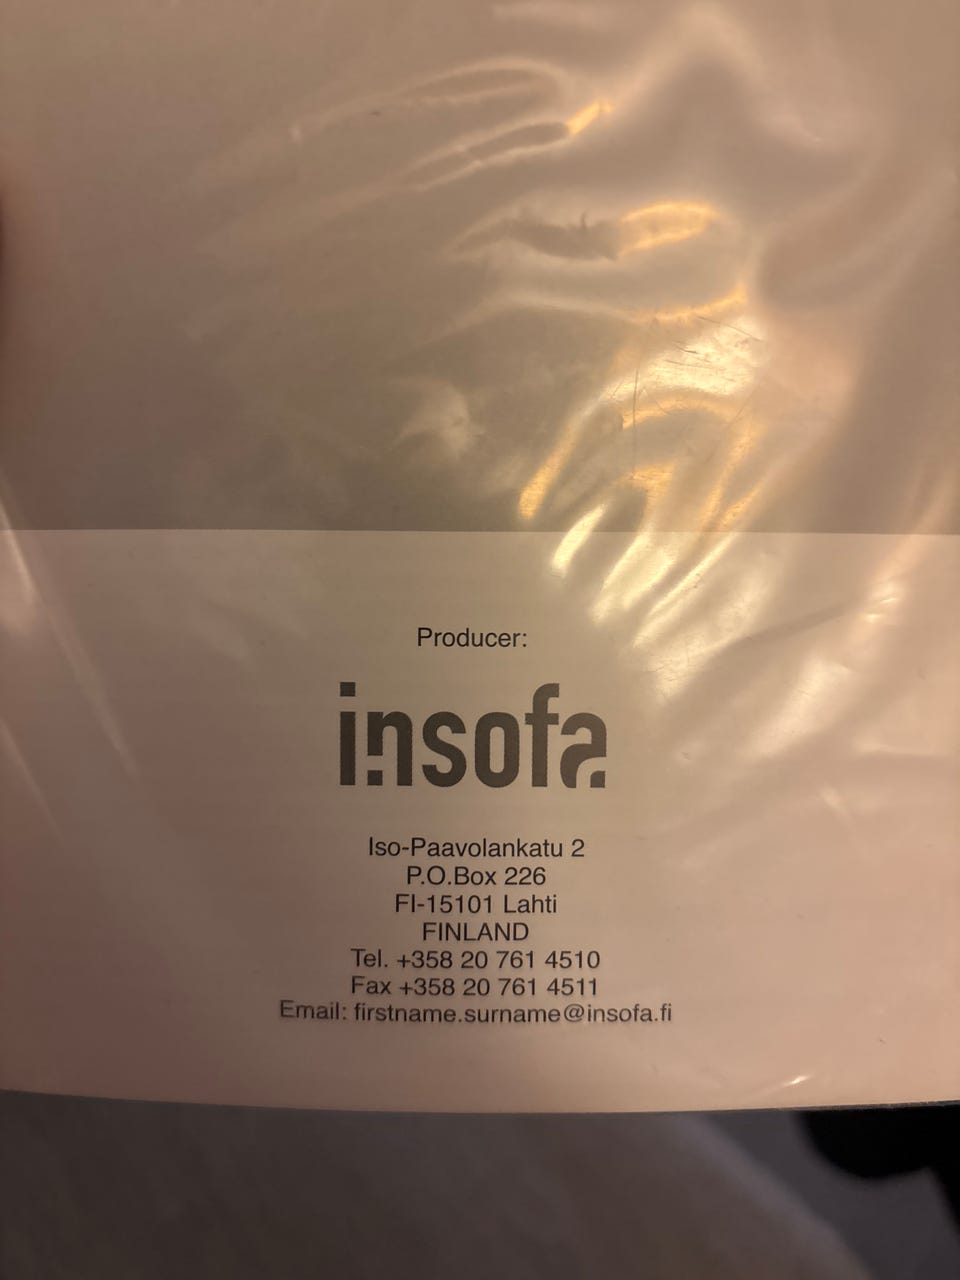 Producer:
insofa
Iso-Paavolankatu 2
P.O.Box 226
FI-15101 Lahti
FINLAND
Tel. +358 20 761 4510
Fax +358 20 761 4511
Email: firstname.surname@insofa.fi